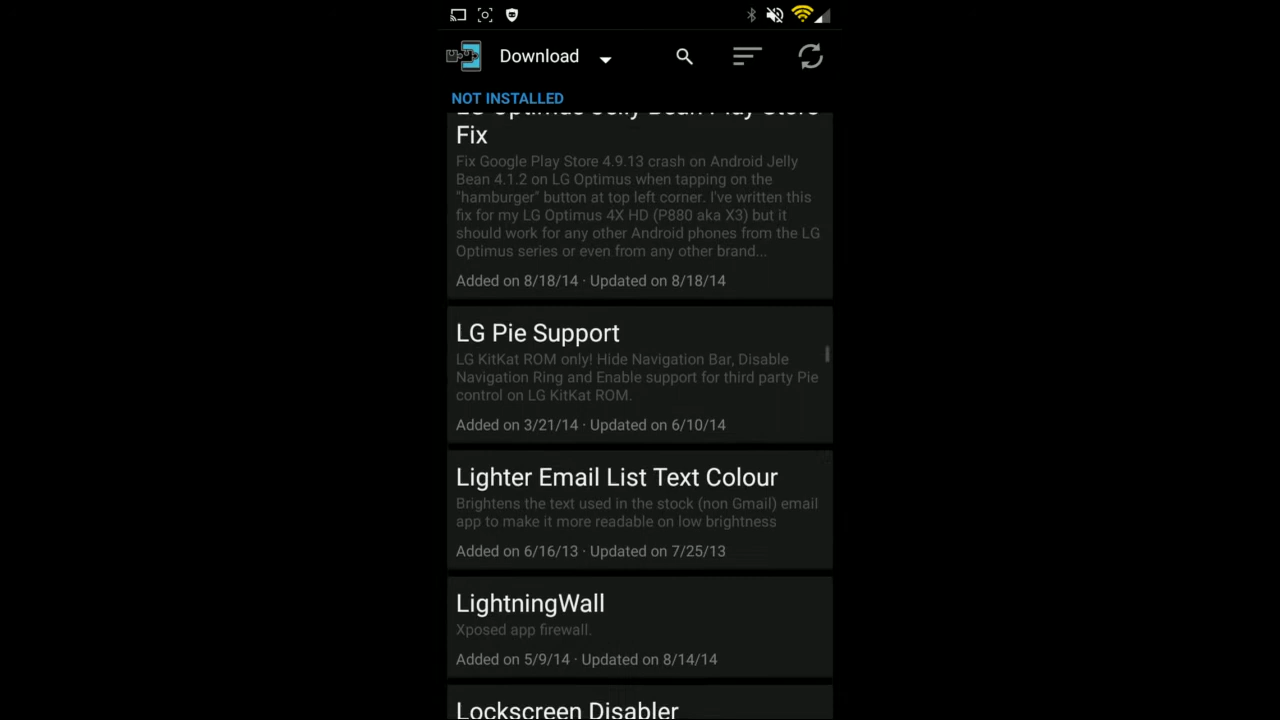 Download
NOT INSTALLED
LG Optimus Jelly Bean Play Store
Fix
Fix Google Play Store 4.9.13 crash on Android Jelly
Bean 4.1.2 on LG Optimus when tapping on the
"hamburger" button at top left corner. I've written this
fix for my LG Optimus 4X HD (P880 aka X3) but it
should work for any other Android phones from the LG
Optimus series or even from any other brand...
Added on 8/18/14 · Updated on 8/18/14
LG Pie Support
LG KitKat ROM only! Hide Navigation Bar, Disable
Navigation Ring and Enable support for third party Pie
control on LG KitKat ROM.
Added on 3/21/14 · Updated on 6/10/14
Lighter Email List Text Colour
Brightens the text used in the stock (non Gmail) email
app to make it more readable on low brightness
Added on 6/16/13 · Updated on 7/25/13
LightningWall
Xposed app firewall.
Added on 5/9/14 · Updated on 8/14/14
Lockscreen Disabler